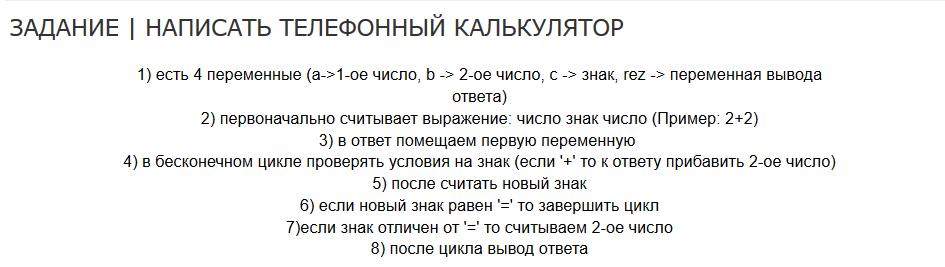 ЗАДАНИЕ | НАПИСАТЬ ТЕЛЕФОННЫЙ КАЛЬКУЛЯТОР
1) есть 4 переменные (a->1-ое число, b -> 2-ое число, c -> знак, rez -> переменная вывода
ответа)
2) первоначально считывает выражение: число знак число (Пример: 2+2)
3) в ответ помещаем первую переменную
4) в бесконечном цикле проверять условия на знак (если '+' то к ответу прибавить 2-ое число)
5) после считать новый знак
6) если новый знак равен '=' то завершить цикл
7)если знак отличен от '=' то считываем 2-ое число
8) после цикла вывод ответа